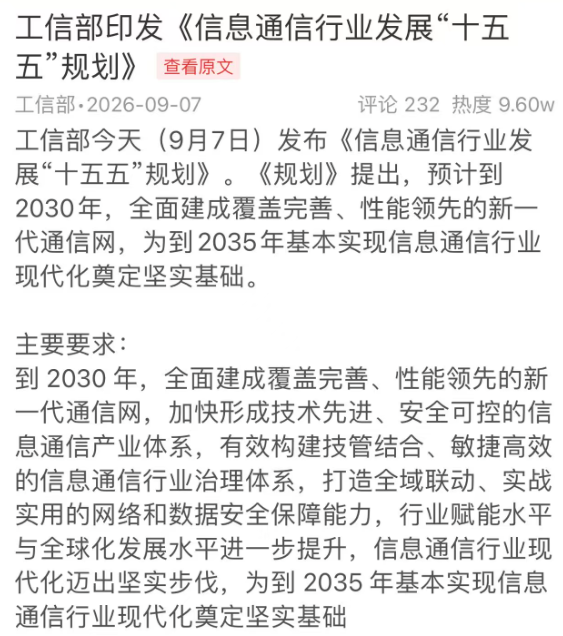 工信部印发《信息通信行业发展“十五
五”规划》 查看原文
工信部·2026-09-07 评论 232 热度 9.60w
工信部今天（9月7日）发布《信息通信行业发
展“十五五”规划》。《规划》提出，预计到
2030年，全面建成覆盖完善、性能领先的新一
代通信网，为到2035年基本实现信息通信行业
现代化奠定坚实基础。
主要要求：
到 2030 年，全面建成覆盖完善、性能领先的新
一代通信网，加快形成技术先进、安全可控的信
息通信产业体系，有效构建技管结合、敏捷高效
的信息通信行业治理体系，打造全域联动、实战
实用的网络和数据安全保障能力，行业赋能水平
与全球化发展水平进一步提升，信息通信行业现
代化迈出坚实步伐，为到 2035 年基本实现信息
通信行业现代化奠定坚实基础